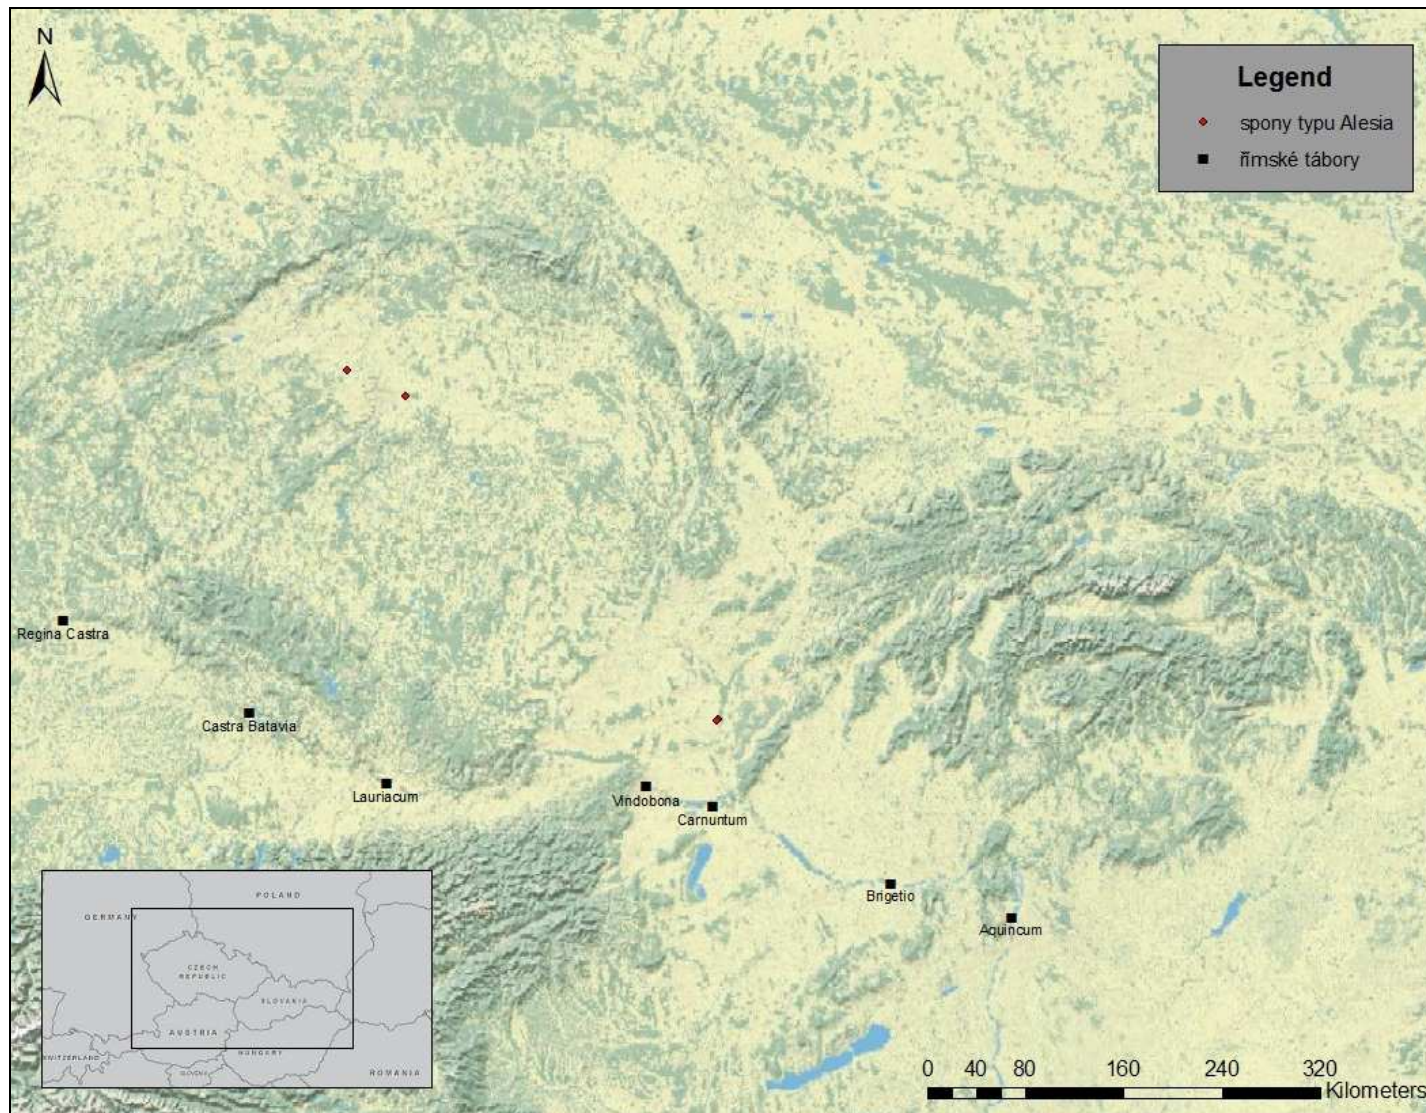 N
Legend
spony typu Alesia
římské tábory
Regina Castra
Castra Batavia
Lauriacum
Vindobona
Carnuntum
Brigetio
Aquincum
POLAND
GERMANY
CZECH
REPUBLIC
SLOVAKIA
AUSTRIA
HUNGARY
ROMANIA
0 40 80 160 240 320
Kilometers